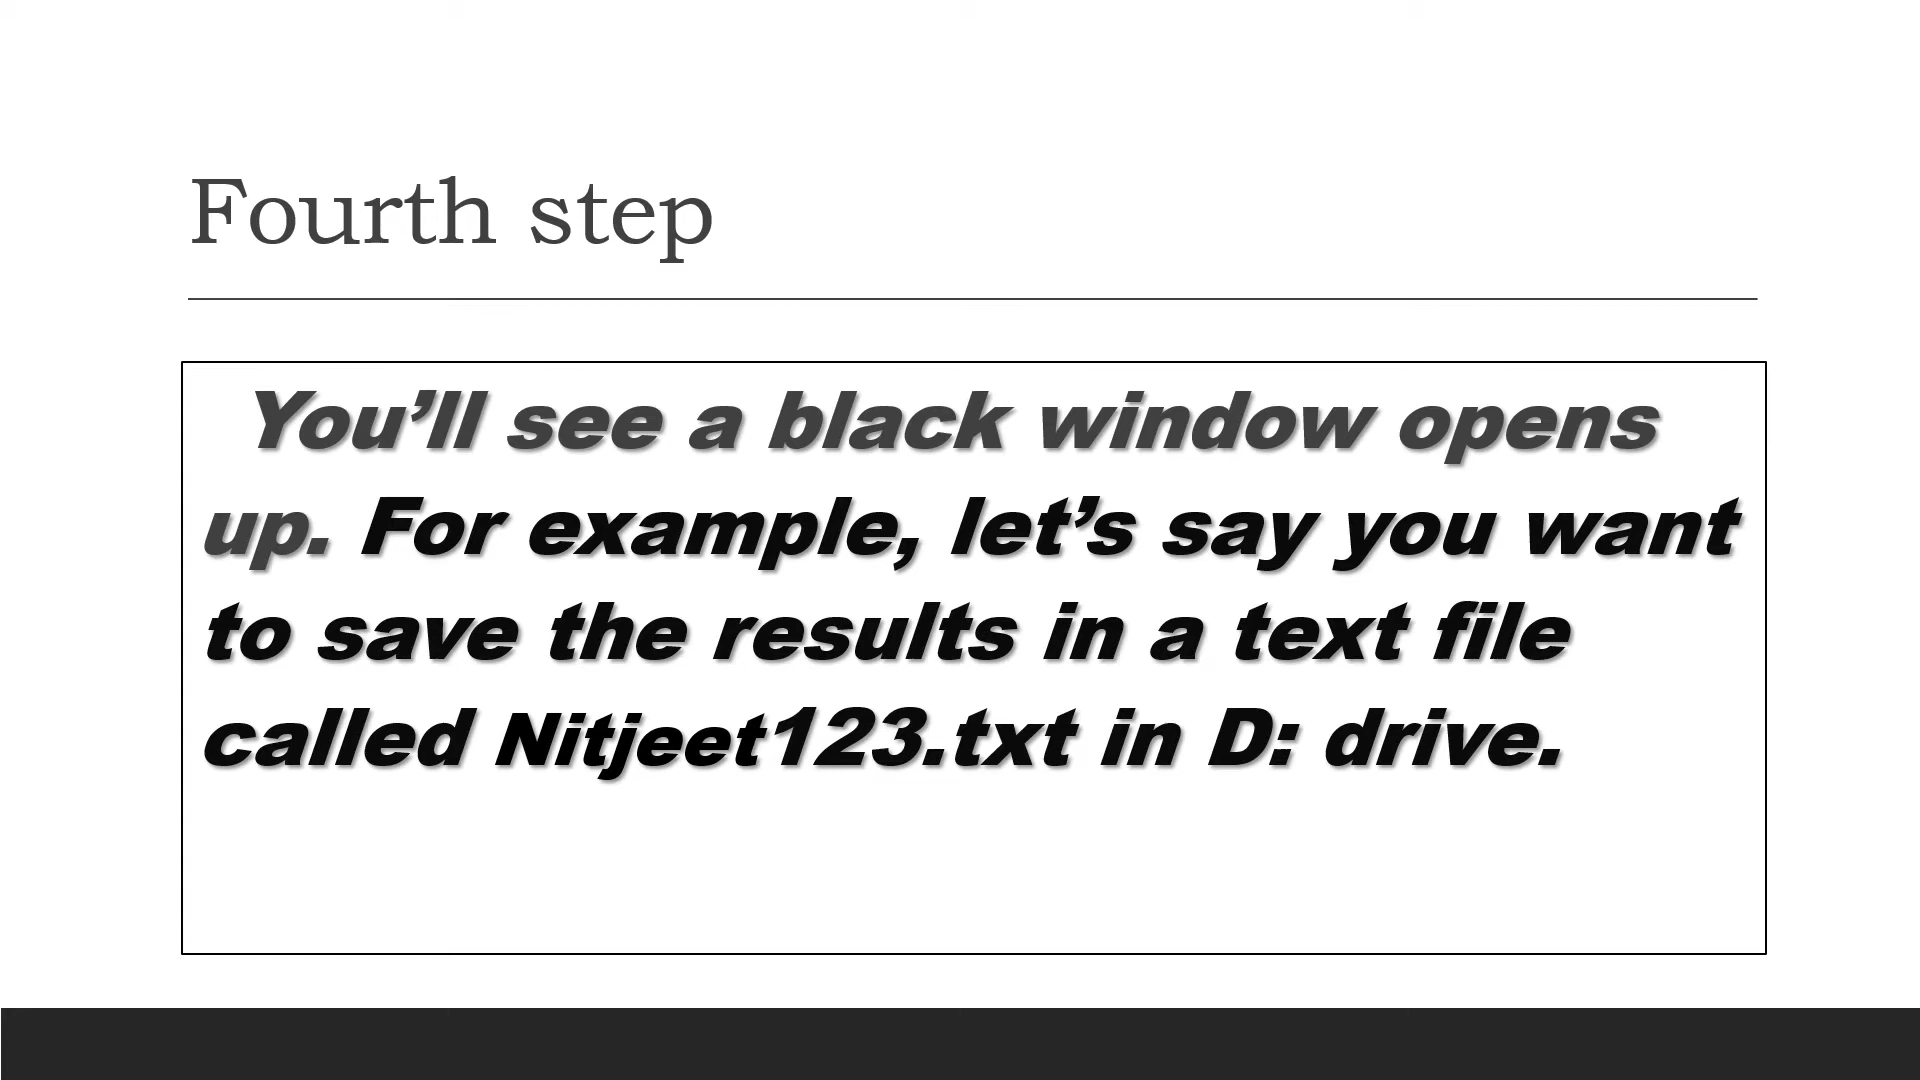 Fourth step
You’ll see a black window opens
up. For example, let’s say you want
to save the results in a text file
called Nitjeet123.txt in D: drive.